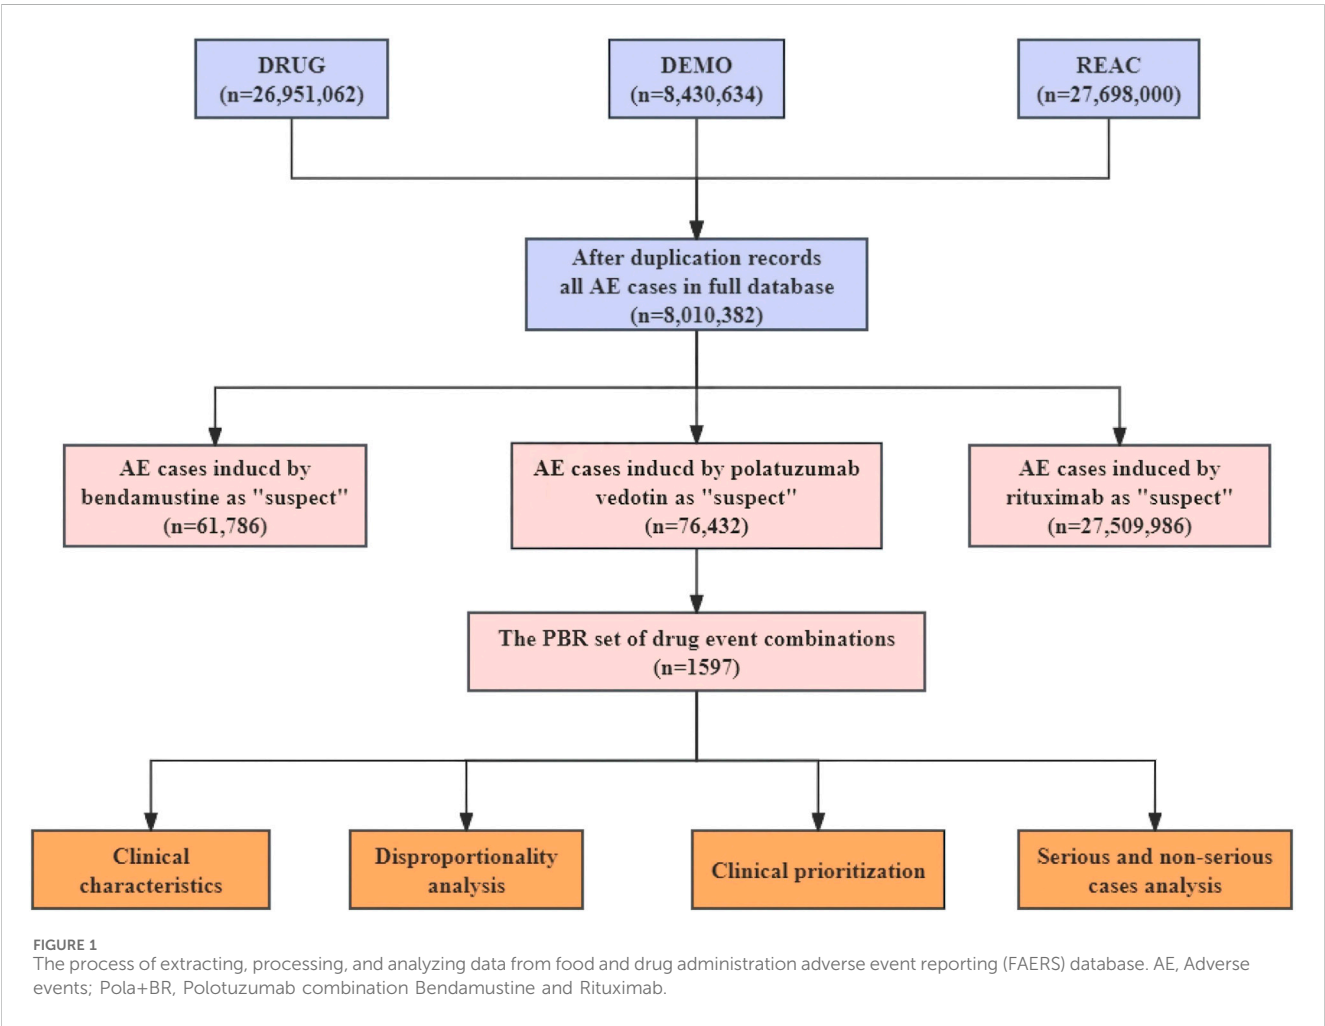 DRUG
(n=26,951,062)
DEMO
(n=8,430,634)
REAC
(n=27,698,000)
After duplication records
all AE cases in full database
(n=8,010,382)
AE cases inducd by
bendamustine as "suspect"
(n=61,786)
AE cases inducd by polatuzumab
vedotin as "suspect"
(n=76,432)
AE cases induced by
rituximab as "suspect"
(n=27,509,986)
The PBR set of drug event combinations
(n=1597)
Clinical
characteristics
Disproportionality
analysis
Clinical prioritization
Serious and non-serious
cases analysis
FIGURE 1
The process of extracting, processing, and analyzing data from food and drug administration adverse event reporting (FAERS) database. AE, Adverse
events; Pola+BR, Polotuzumab combination Bendamustine and Rituximab.